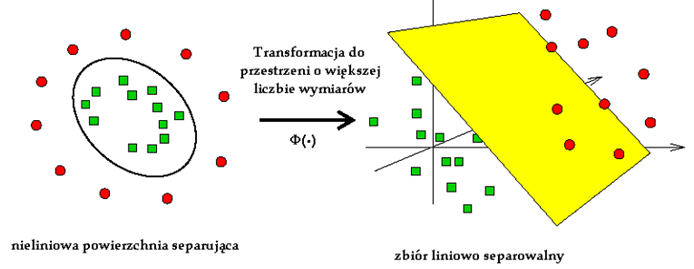 Transformacja do
przestrzeni o większej
liczbie wymiarów
Φ(•)
nieliniowa powierzchnia separująca
zbiór liniowo separowalny